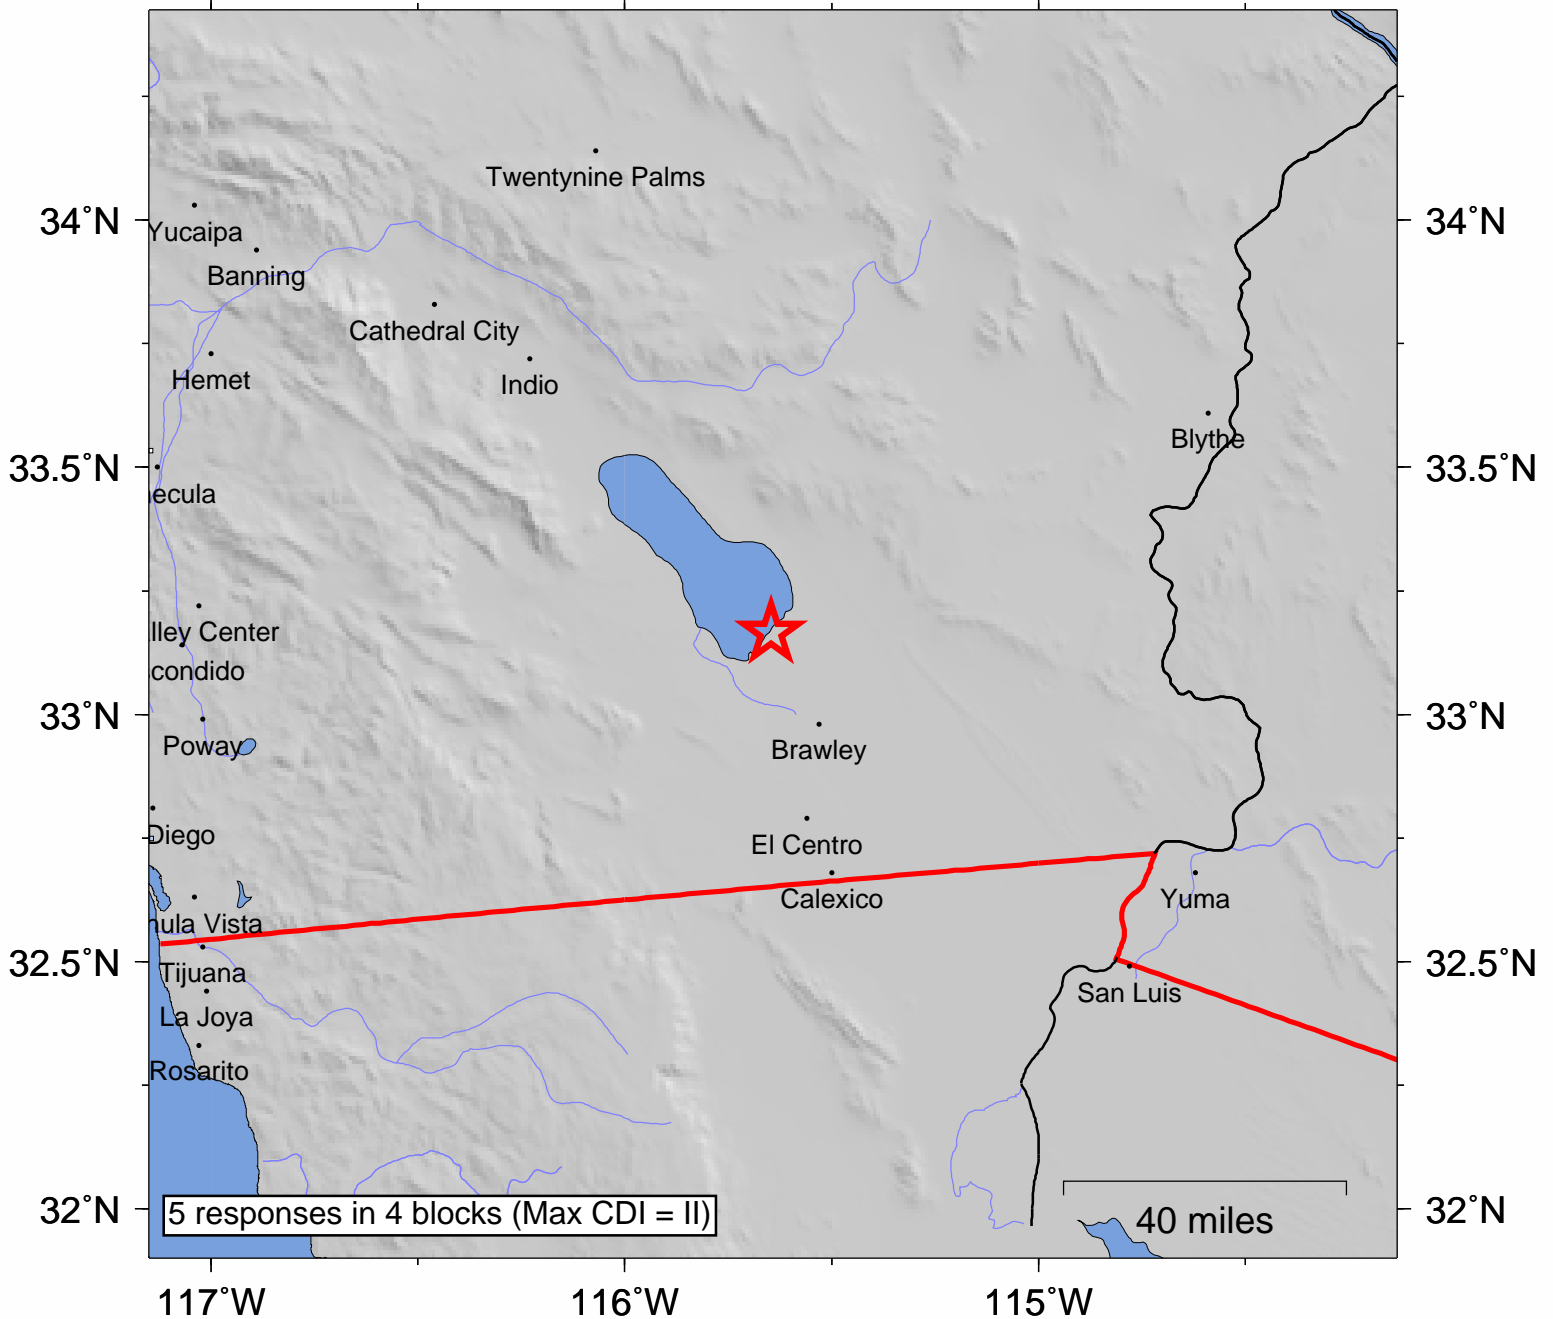 Twentynine Palms
34°N
34°N
Yucaipa
Banning
Cathedral City
Hemet
Indio
Blythe
33.5°N
33.5°N
ecula
lley Center
condido
33°N
33°N
Poway
Brawley
Diego
El Centro
Calexico
Yuma
nula Vista
32.5°N
32.5°N
Tijuana
San Luis
La Joya
Rosarito
5 responses in 4 blocks (Max CDI = II)
40 miles
32°N
32°N
117°W
116°W
115°W